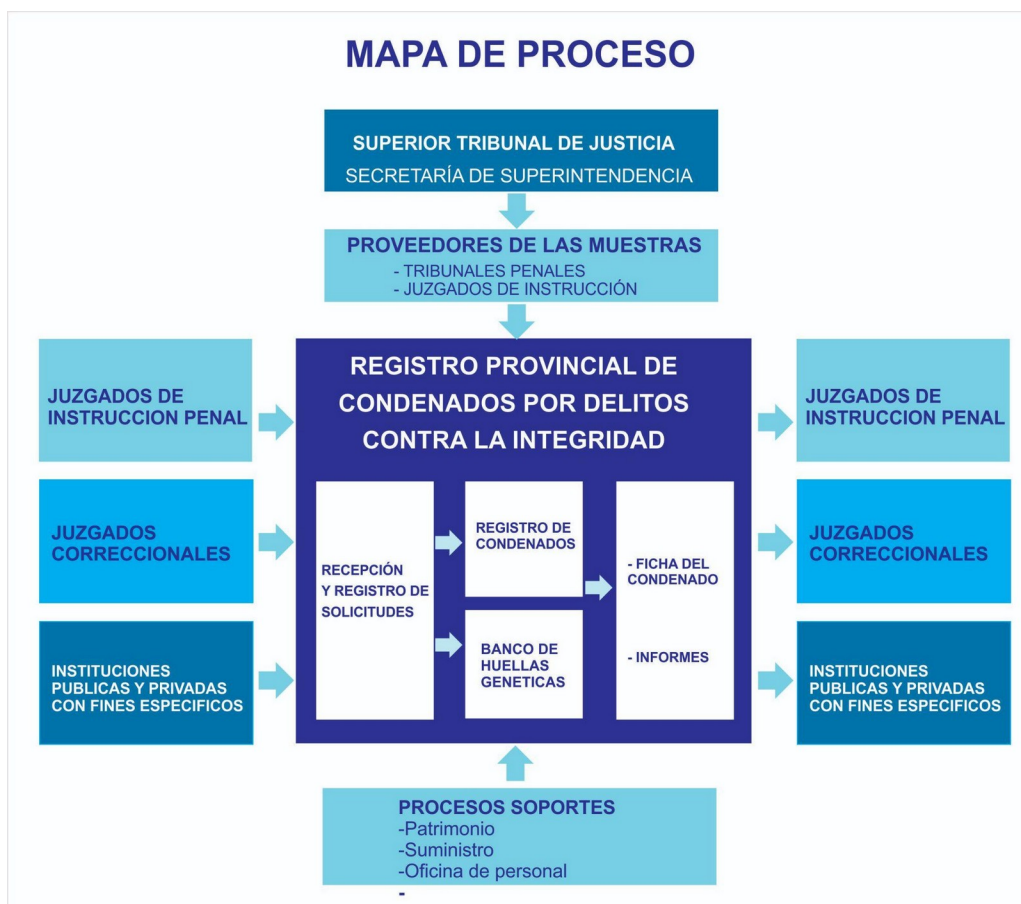 MAPA DE PROCESO
SUPERIOR TRIBUNAL DE JUSTICIA
SECRETARÍA DE SUPERINTENDENCIA
PROVEEDORES DE LAS MUESTRAS
- TRIBUNALES PENALES
- JUZGADOS DE INSTRUCCIÓN
JUZGADOS DE
INSTRUCCION PENAL
JUZGADOS
CORRECCIONALES
INSTITUCIONES
PUBLICAS Y PRIVADAS
CON FINES ESPECIFICOS
REGISTRO PROVINCIAL DE
CONDENADOS POR DELITOS
CONTRA LA INTEGRIDAD
RECEPCIÓN
Y REGISTRO DE
SOLICITUDES
REGISTRO DE
CONDENADOS
BANCO DE
HUELLAS
GENETICAS
- FICHA DEL
CONDENADO
- INFORMES
JUZGADOS DE
INSTRUCCION PENAL
JUZGADOS
CORRECCIONALES
INSTITUCIONES
PUBLICAS Y PRIVADAS
CON FINES ESPECIFICOS
PROCESOS SOPORTES
-Patrimonio
-Suministro
-Oficina de personal
-